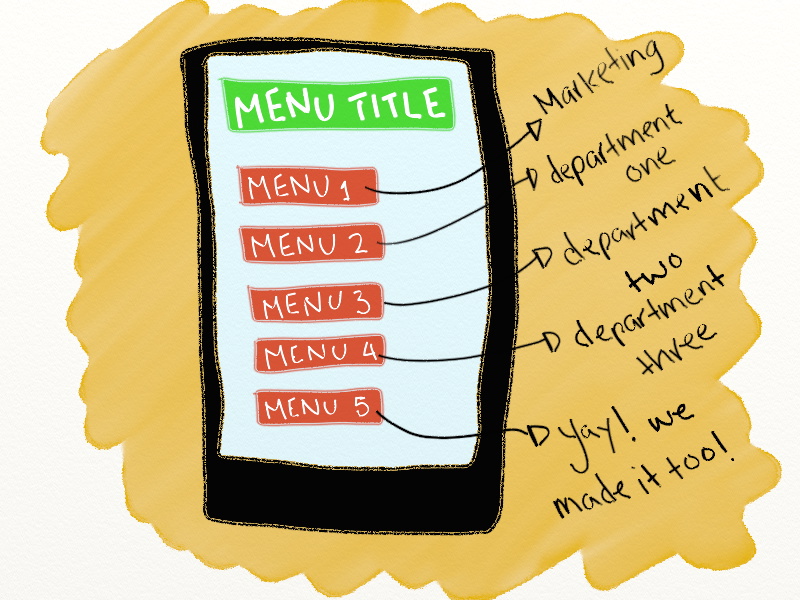 MENU TITLE
MENU 1
MENU 2
MENU 3
MENU 4
MENU 5
Marketing
department
one
department
two
department
three
yay! we
made it too!